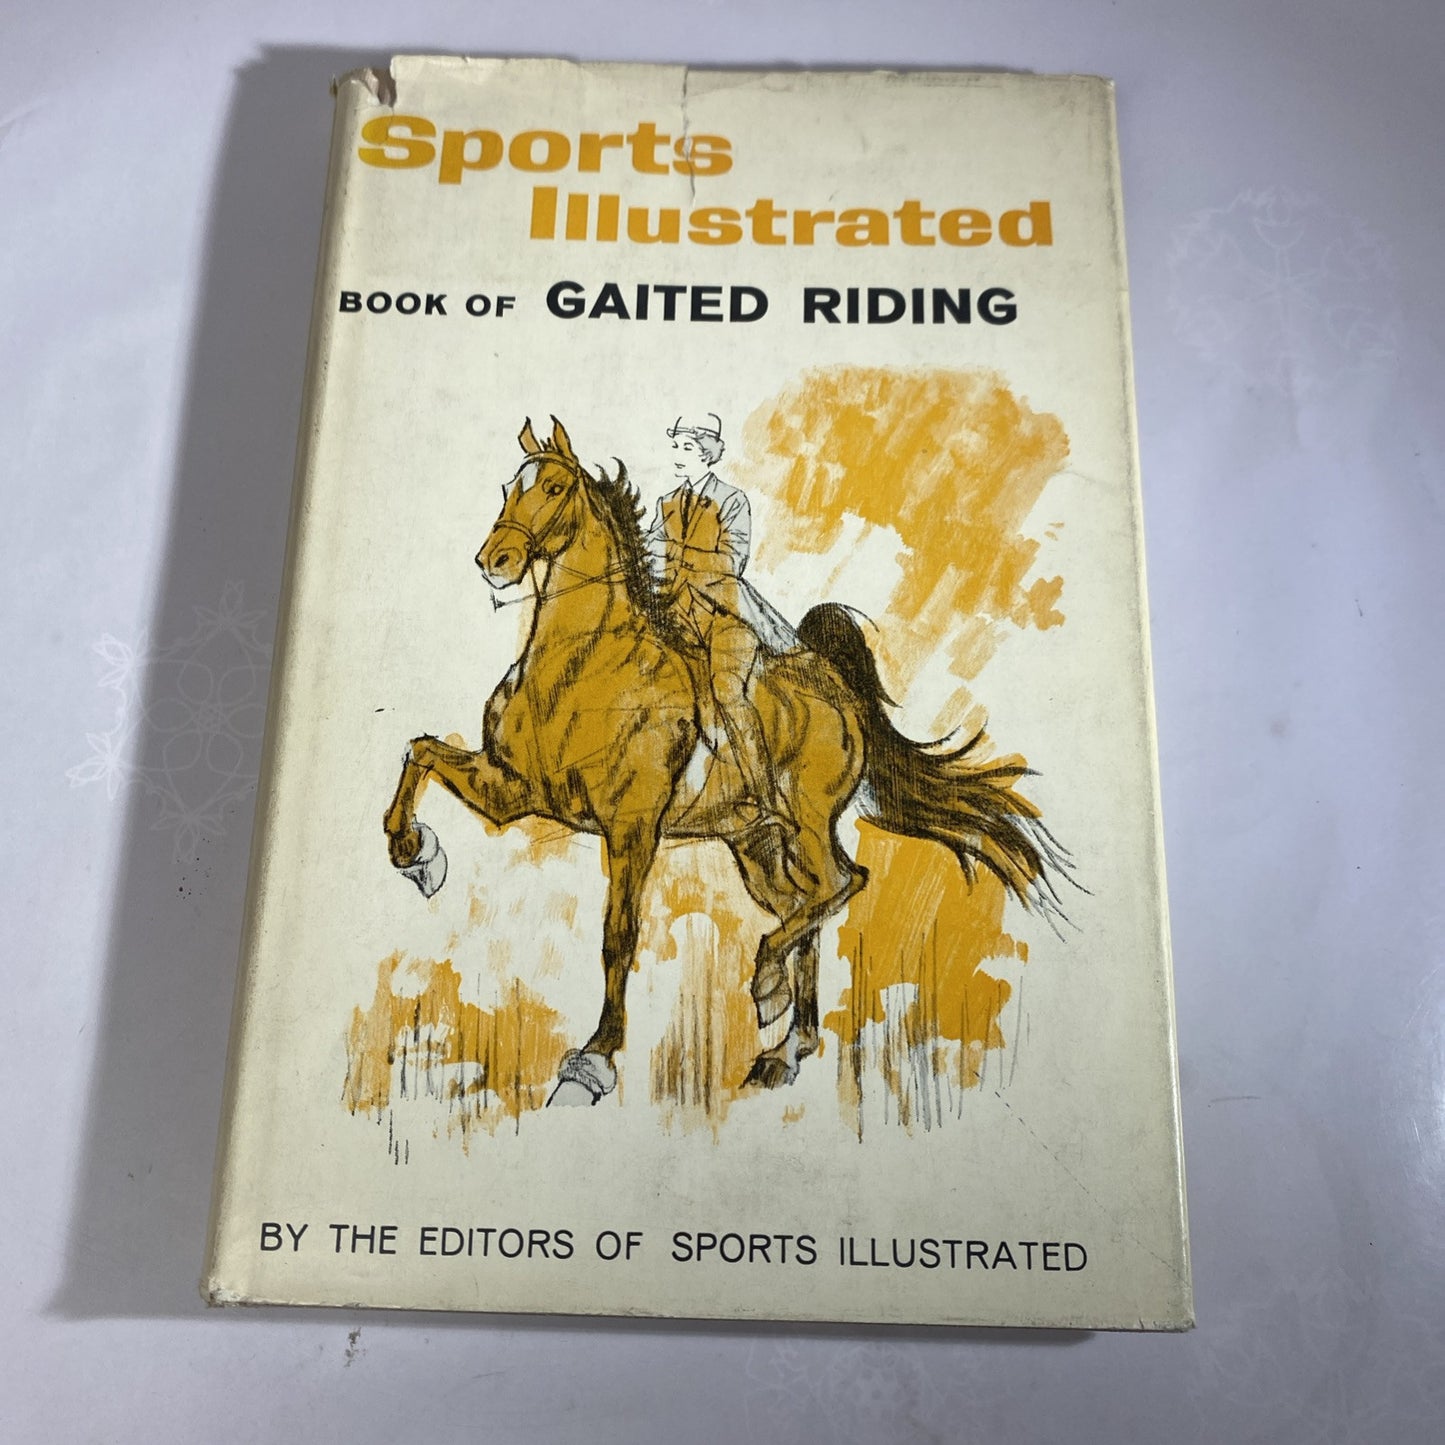 Sports
Illustrated
BOOK OF GAITED RIDING
BY THE EDITORS OF SPORTS ILLUSTRATED